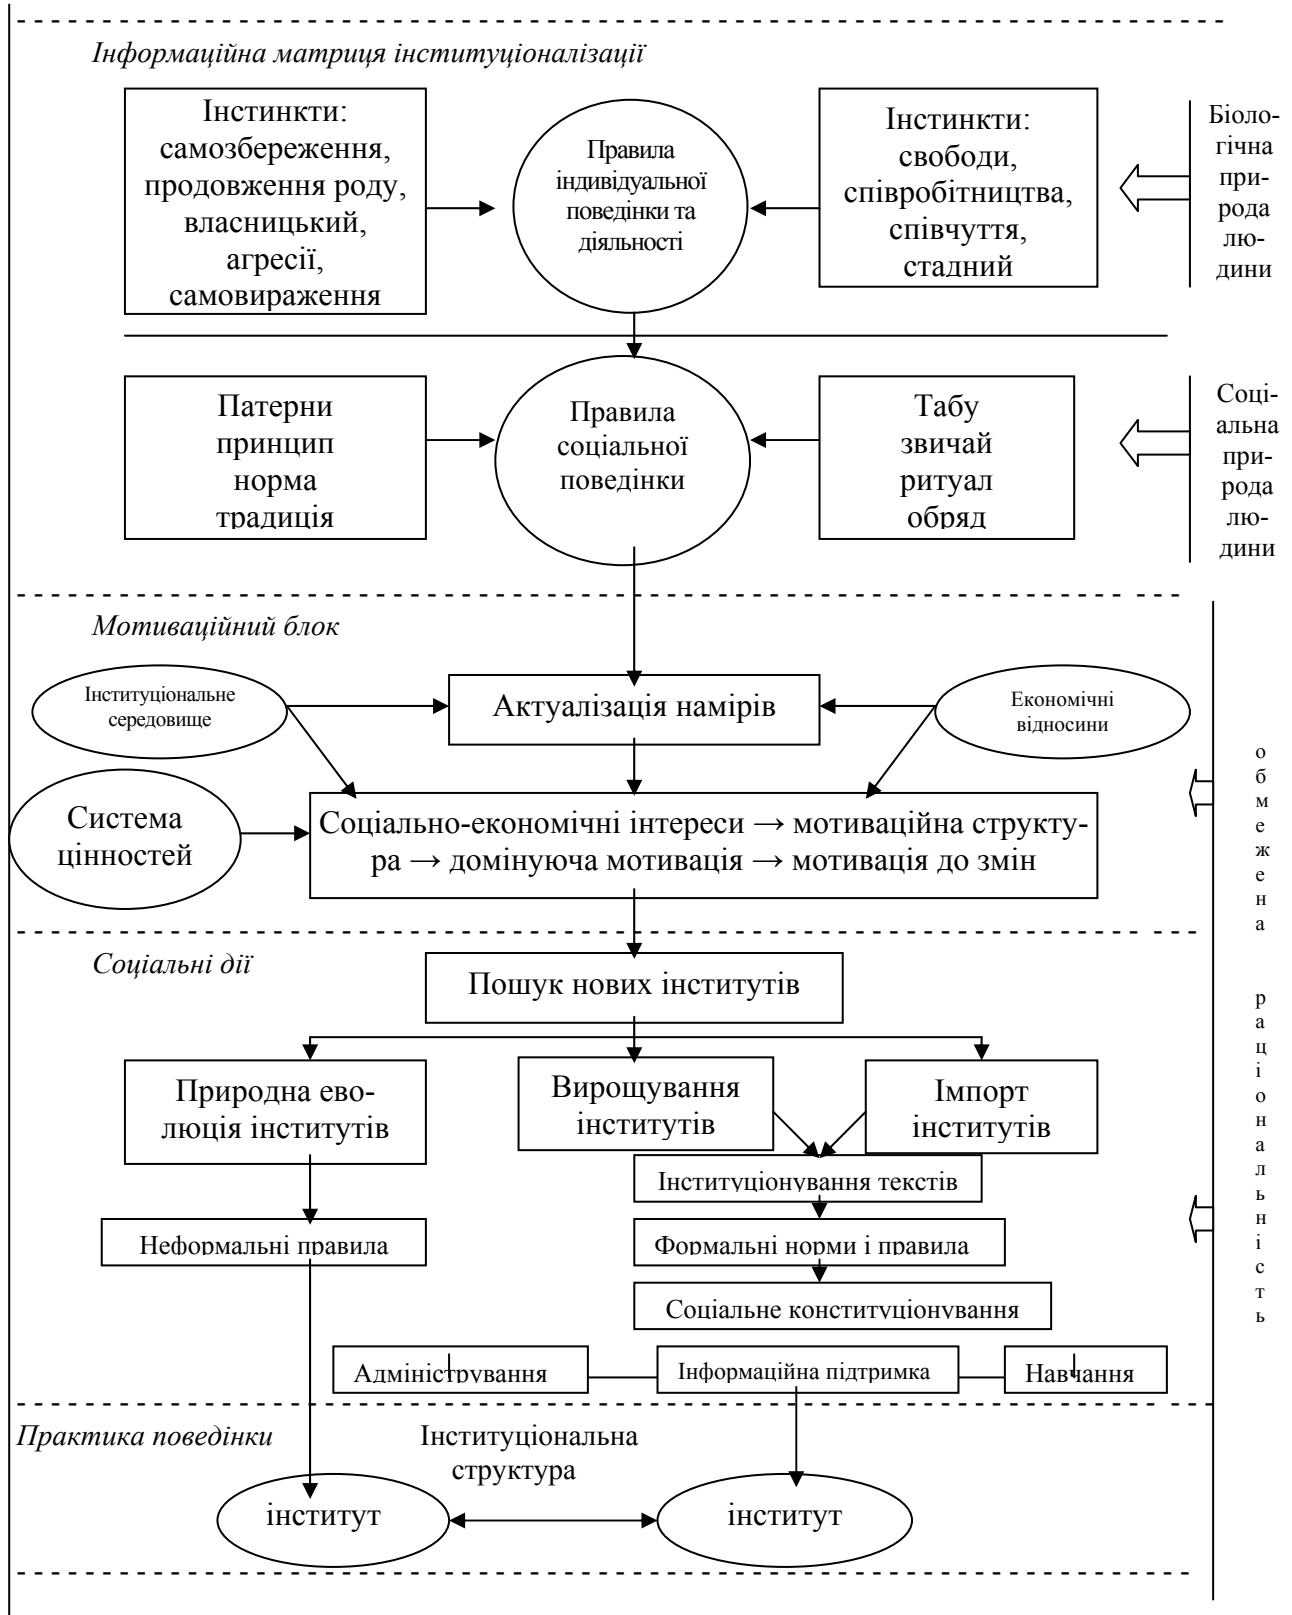 Інформаційна матриця інституціоналізації
Інстинкти:
самозбереження,
продовження роду,
власницький,
агресії,
самовираження
Правила
індивідуальної
поведінки та
діяльності
Інстинкти:
свободи,
співробітництва,
співчуття,
стадний
Біоло-
гічна
при-
рода
лю-
дини
Патерни
принцип
норма
традиція
Правила
соціальної
поведінки
Табу
звичай
ритуал
обряд
Соці-
альна
при-
рода
лю-
дини
Мотиваційний блок
Інституціональне
середовище
Актуалізація намірів
Економічні
відносини
Система
цінностей
Соціально-економічні інтереси → мотиваційна структу-
ра → домінуюча мотивація → мотивація до змін
обмежена
раціональність
Соціальні дії
Пошук нових інститутів
Природна ево-
люція інститутів
Вирощування
інститутів
Імпорт
інститутів
Інституціонування текстів
Неформальні правила
Формальні норми і правила
Соціальне конституціонування
Адміністрування
Інформаційна підтримка
Навчання
Практика поведінки
Інституціональна
структура
інститут
інститут